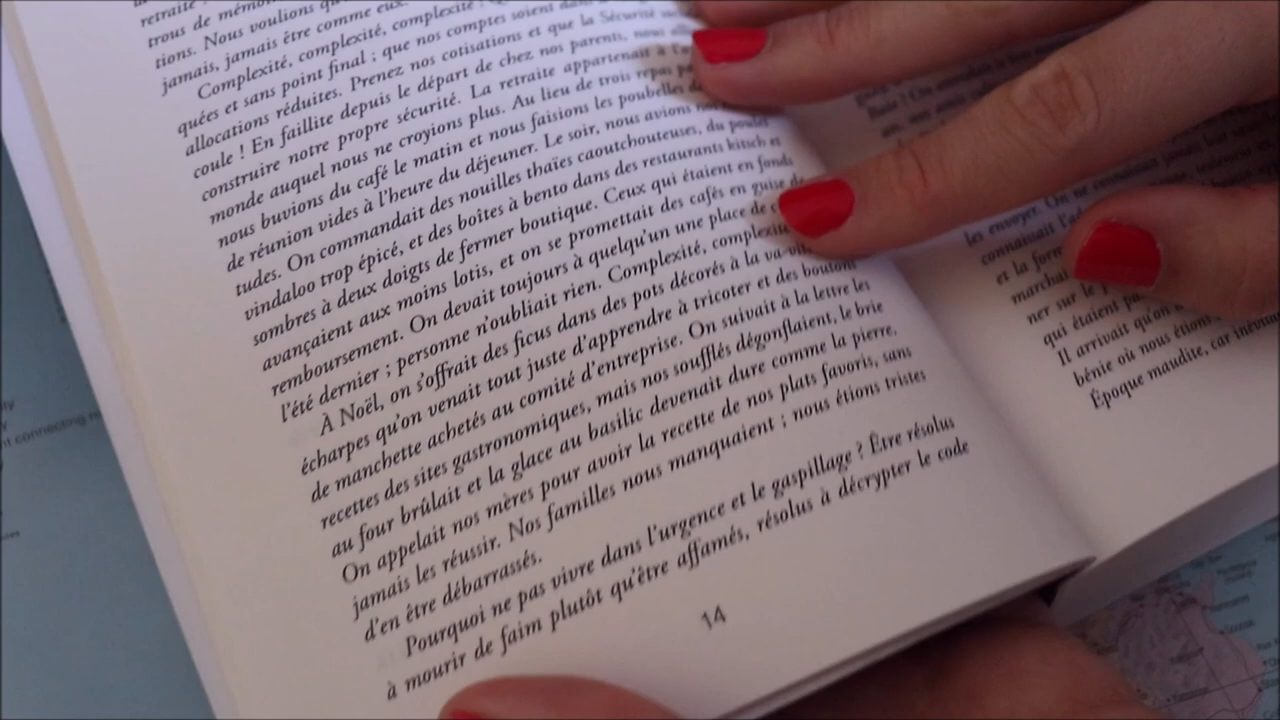 retraite
trous de
tions. Nous voulions
jamais, jamais être comme eux.
Complexité, complexité, complexité :
quées et sans point final ; que nos comptes soient dans
allocations réduites. Prenez nos cotisations et que la Sécurité
coule ! En faillite depuis le départ de chez nos parents, nous
construire notre propre sécurité. La retraite appartenait à
monde auquel nous ne croyions plus. Au lieu de trois repas
nous buvions du café le matin et nous faisions les poubelles
de réunion vides à l'heure du déjeuner. Le soir, nous avions
tudes. On commandait des nouilles thaïes caoutchouteuses, du poulet
vindaloo trop épicé, et des boîtes à bento dans des restaurants kitsch et
sombres à deux doigts de fermer boutique. Ceux qui étaient en fonds
avançaient aux moins lotis, et on se promettait des cafés en guise de
remboursement. On devait toujours à quelqu'un une place de
l'été dernier ; personne n'oubliait rien. Complexité, complexité
À Noël, on s'offrait des ficus dans des pots décorés à la
écharpes qu'on venait tout juste d'apprendre à tricoter et des boutons
de manchette achetés au comité d'entreprise. On suivait à la lettre les
recettes des sites gastronomiques, mais nos soufflés dégonflaient, le brie
au four brûlait et la glace au basilic devenait dure comme la pierre.
On appelait nos mères pour avoir la recette de nos plats favoris, sans
jamais les réussir. Nos familles nous manquaient ; nous étions tristes
d'en être débarrassés.
Pourquoi ne pas vivre dans l'urgence et le gaspillage ? Être résolus
à mourir de faim plutôt qu'être affamés, résolus à décrypter le code
14
les envoyer. On ne
connaissait
et la
ner sur le
qui étaient
Il arrivait qu'on
bénie où nous étions
Époque maudite, car
connecting